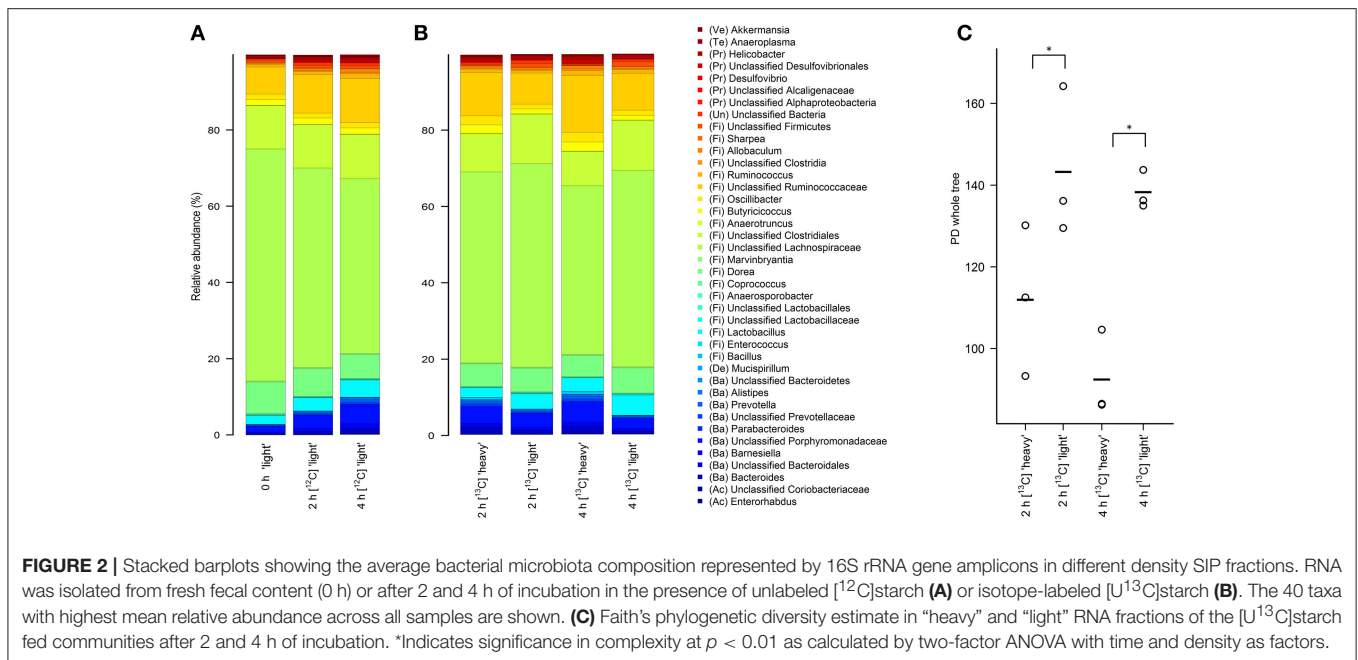 A
B
C
Relative abundance (%)
80
60
40
20
0
0 h 'light'
2 h [¹²C] 'light'
4 h [¹²C] 'light'
80
60
40
20
0
2 h [¹³C] 'heavy'
2 h [¹³C] 'light'
4 h [¹³C] 'heavy'
4 h [¹³C] 'light'
(Ve) Akkermansia
(Te) Anaeroplasma
(Pr) Helicobacter
(Pr) Unclassified Desulfovibrionales
(Pr) Desulfovibrio
(Pr) Unclassified Alcaligenaceae
(Pr) Unclassified Alphaproteobacteria
(Un) Unclassified Bacteria
(Fi) Unclassified Firmicutes
(Fi) Sharpea
(Fi) Allobaculum
(Fi) Unclassified Clostridia
(Fi) Ruminococcus
(Fi) Unclassified Ruminococcaceae
(Fi) Oscillibacter
(Fi) Butyricicoccus
(Fi) Anaerotruncus
(Fi) Unclassified Clostridiales
(Fi) Unclassified Lachnospiraceae
(Fi) Marvinbryantia
(Fi) Dorea
(Fi) Coprococcus
(Fi) Anaerosporobacter
(Fi) Unclassified Lactobacillales
(Fi) Unclassified Lactobacillaceae
(Fi) Lactobacillus
(Fi) Enterococcus
(Fi) Bacillus
(De) Mucispirillum
(Ba) Unclassified Bacteroidetes
(Ba) Alistipes
(Ba) Prevotella
(Ba) Unclassified Prevotellaceae
(Ba) Parabacteroides
(Ba) Unclassified Porphyromonadaceae
(Ba) Barnesiella
(Ba) Unclassified Bacteroidales
(Ba) Bacteroides
(Ac) Unclassified Coriobacteriaceae
(Ac) Enterorhabdus
PD whole tree
160
140
120
100
*
*
2 h [¹³C] 'heavy'
2 h [¹³C] 'light'
4 h [¹³C] 'heavy'
4 h [¹³C] 'light'
FIGURE 2 | Stacked barplots showing the average bacterial microbiota composition represented by 16S rRNA gene amplicons in different density SIP fractions. RNA
was isolated from fresh fecal content (0 h) or after 2 and 4 h of incubation in the presence of unlabeled [¹²C]starch (A) or isotope-labeled [U¹³C]starch (B). The 40 taxa
with highest mean relative abundance across all samples are shown. (C) Faith's phylogenetic diversity estimate in “heavy” and “light” RNA fractions of the [U¹³C]starch
fed communities after 2 and 4 h of incubation. *Indicates significance in complexity at p < 0.01 as calculated by two-factor ANOVA with time and density as factors.